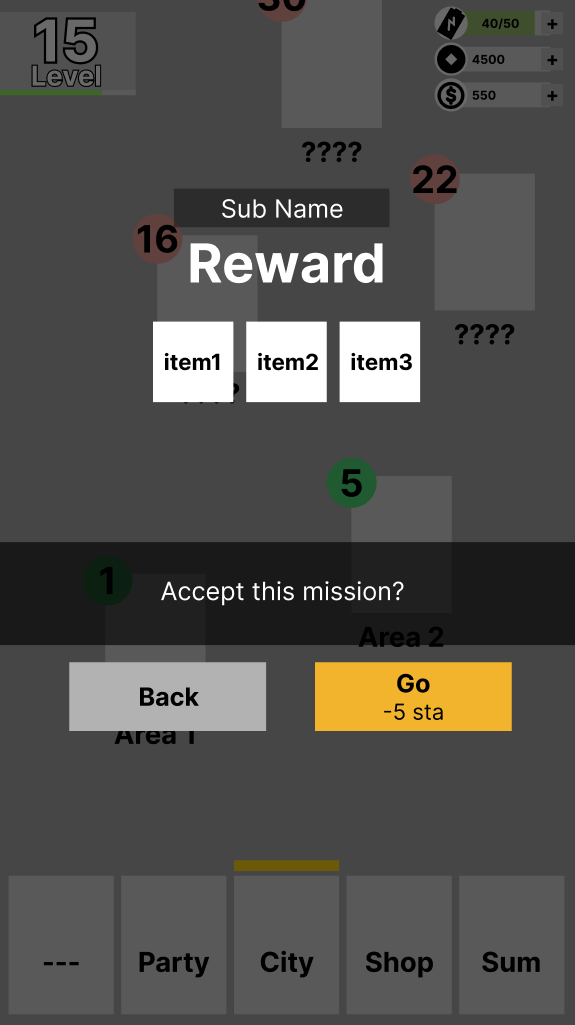 30
15
Level
40/50 +
4500 +
550 +
????
22
Sub Name
16
Reward
????
item1 item2 item3
5
1
Accept this mission?
Area 2
Back
Go
-5 sta
Area 1
---
Party
City
Shop
Sum